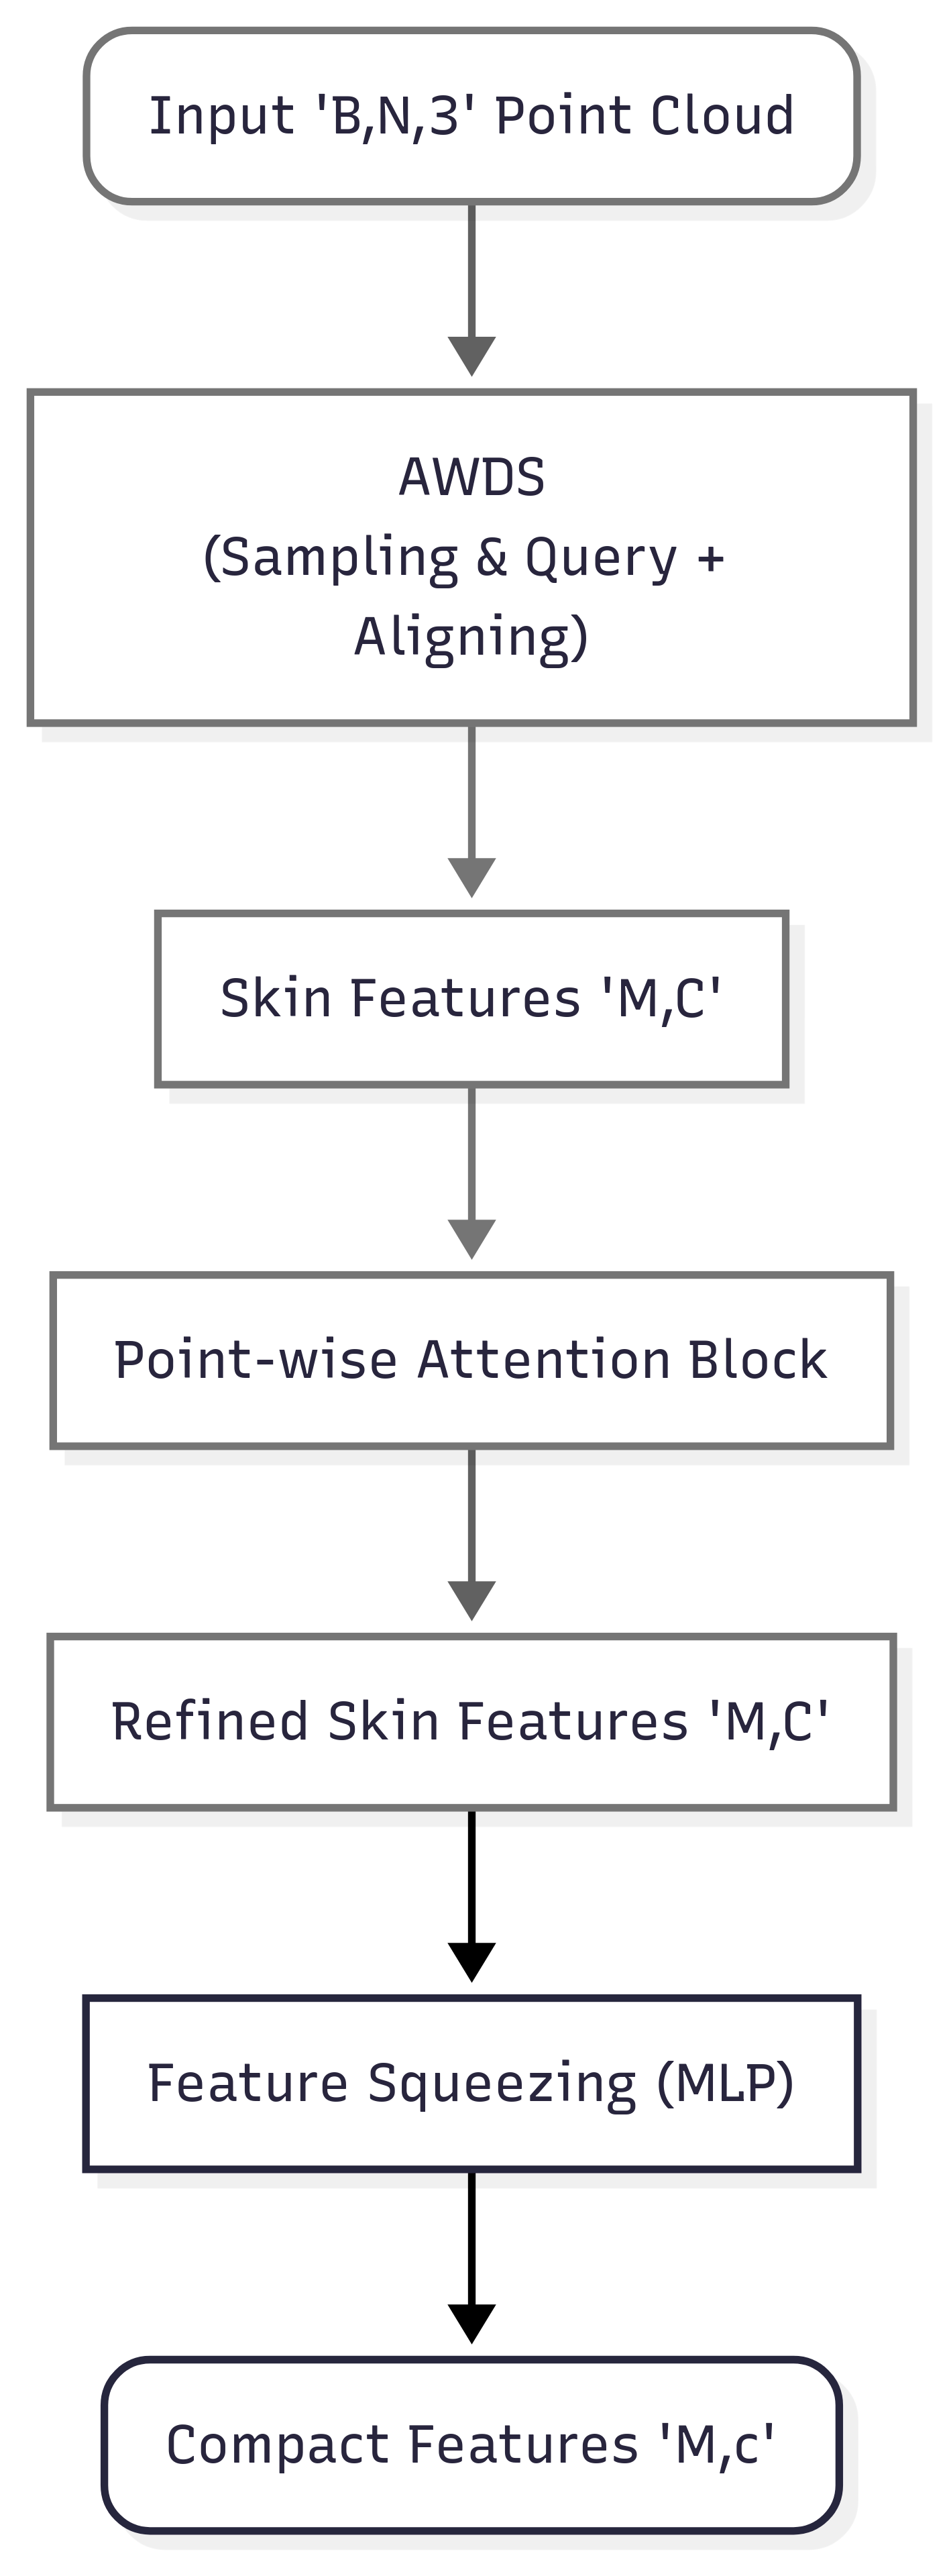 Input 'B,N,3' Point Cloud
AWDS
(Sampling & Query +
Aligning)
Skin Features 'M,C'
Point-wise Attention Block
Refined Skin Features 'M,C'
Feature Squeezing (MLP)
Compact Features 'M,c'